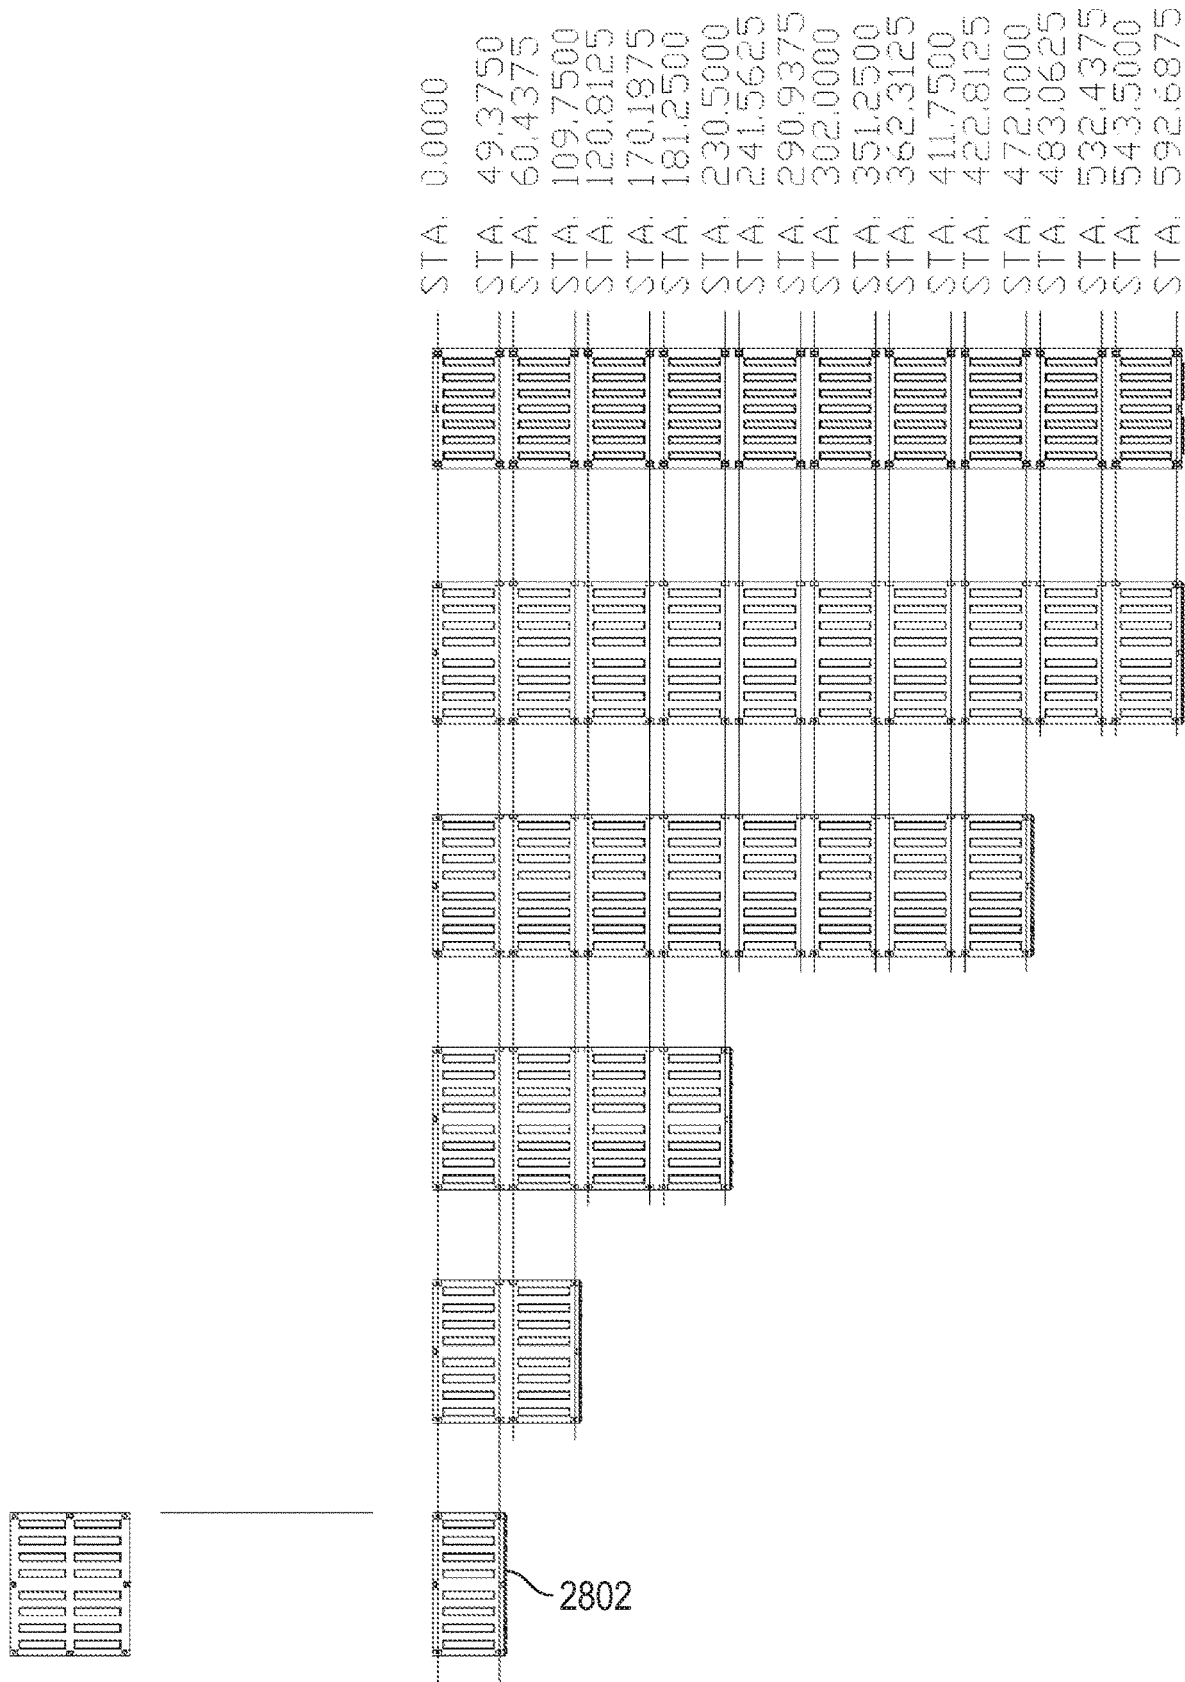 STA. 0.0000
STA. 49.3750
STA. 60.4375
STA. 109.7500
STA. 120.8125
STA. 170.1875
STA. 181.2500
STA. 230.5000
STA. 241.5625
STA. 290.9375
STA. 302.0000
STA. 351.2500
STA. 362.3125
STA. 411.7500
STA. 422.8125
STA. 472.0000
STA. 483.0625
STA. 532.4375
STA. 543.5000
STA. 592.6875
2802